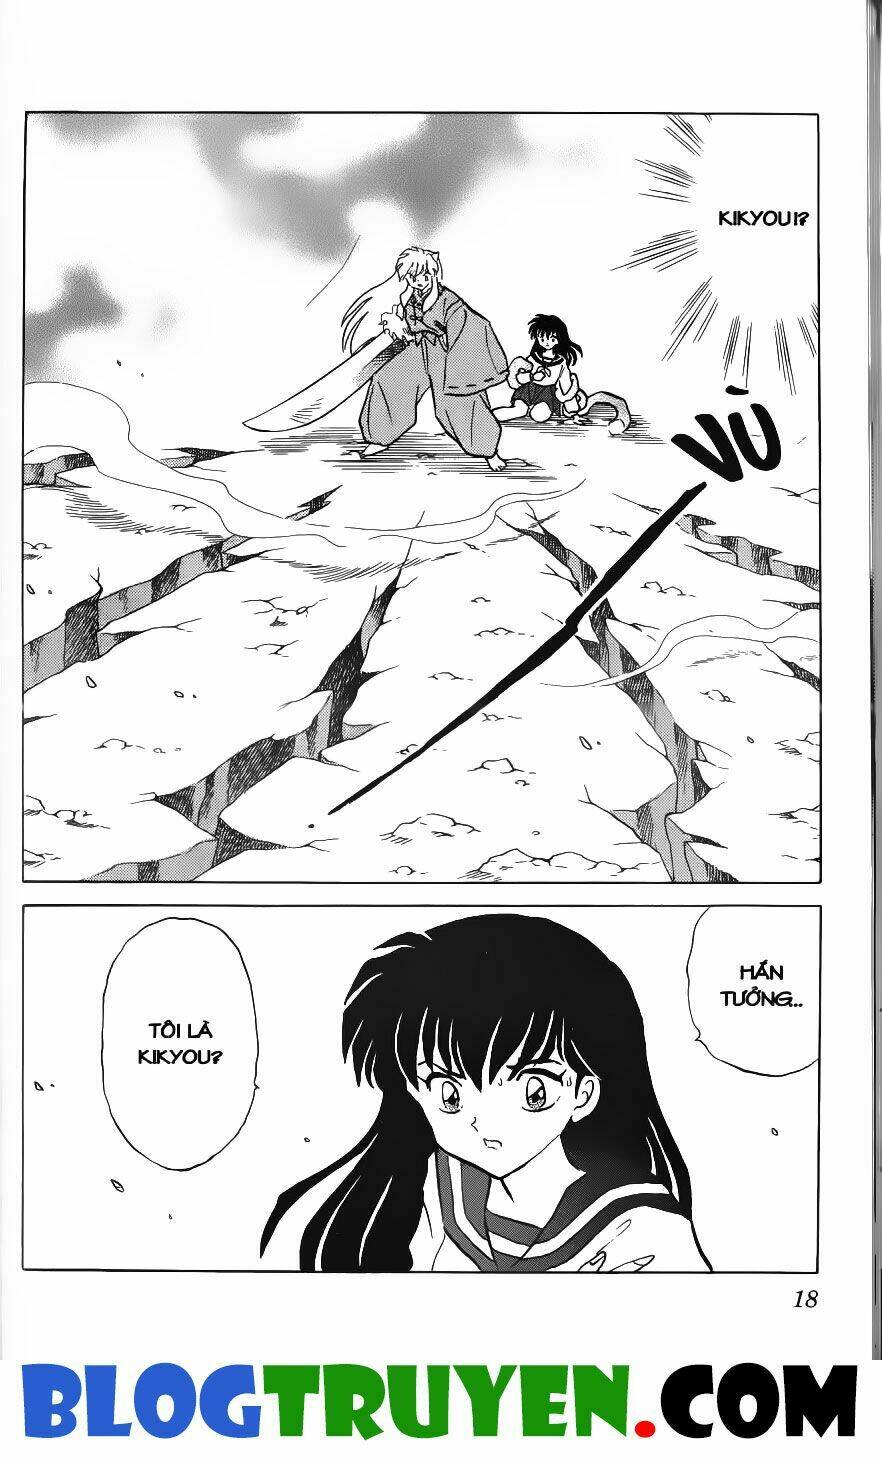 KIKYOU!?
VÙ
HẮN
TƯỞNG...
TÔI LÀ
KIKYOU?
18
BLOGTRUYEN.COM